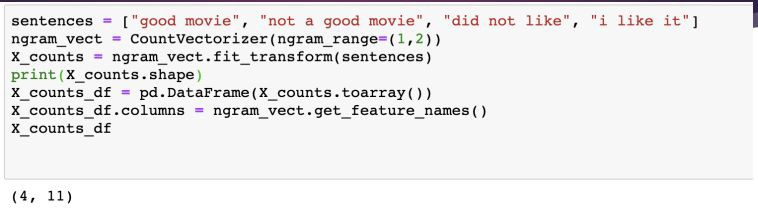 sentences = ["good movie", "not a good movie", "did not like", "i like it"]
ngram_vect = CountVectorizer(ngram_range=(1,2))
X_counts = ngram_vect.fit_transform(sentences)
print(X_counts.shape)
X_counts_df = pd.DataFrame(X_counts.toarray())
X_counts_df.columns = ngram_vect.get_feature_names()
X_counts_df
(4, 11)